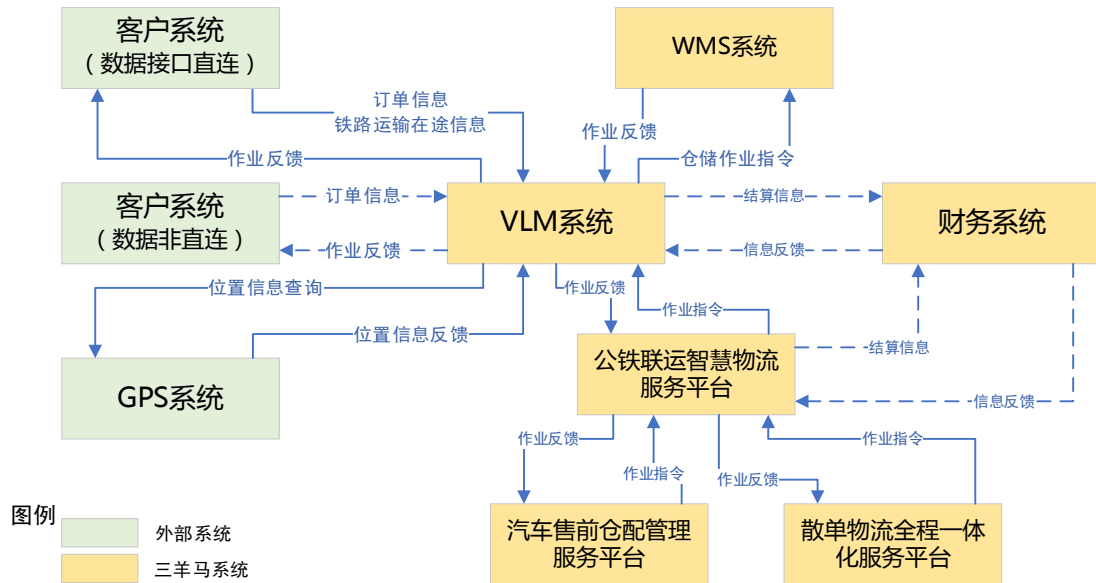 客户系统
（数据接口直连）
WMS系统
订单信息
铁路运输在途信息
作业反馈
作业反馈
仓储作业指令
客户系统
（数据非直连）
订单信息
作业反馈
VLM系统
结算信息
信息反馈
财务系统
位置信息查询
位置信息反馈
作业反馈
作业指令
GPS系统
公铁联运智慧物流
服务平台
结算信息
信息反馈
作业反馈
作业指令
作业反馈
作业指令
汽车售前仓配管理
服务平台
散单物流全程一体
化服务平台
图例
外部系统
三羊马系统